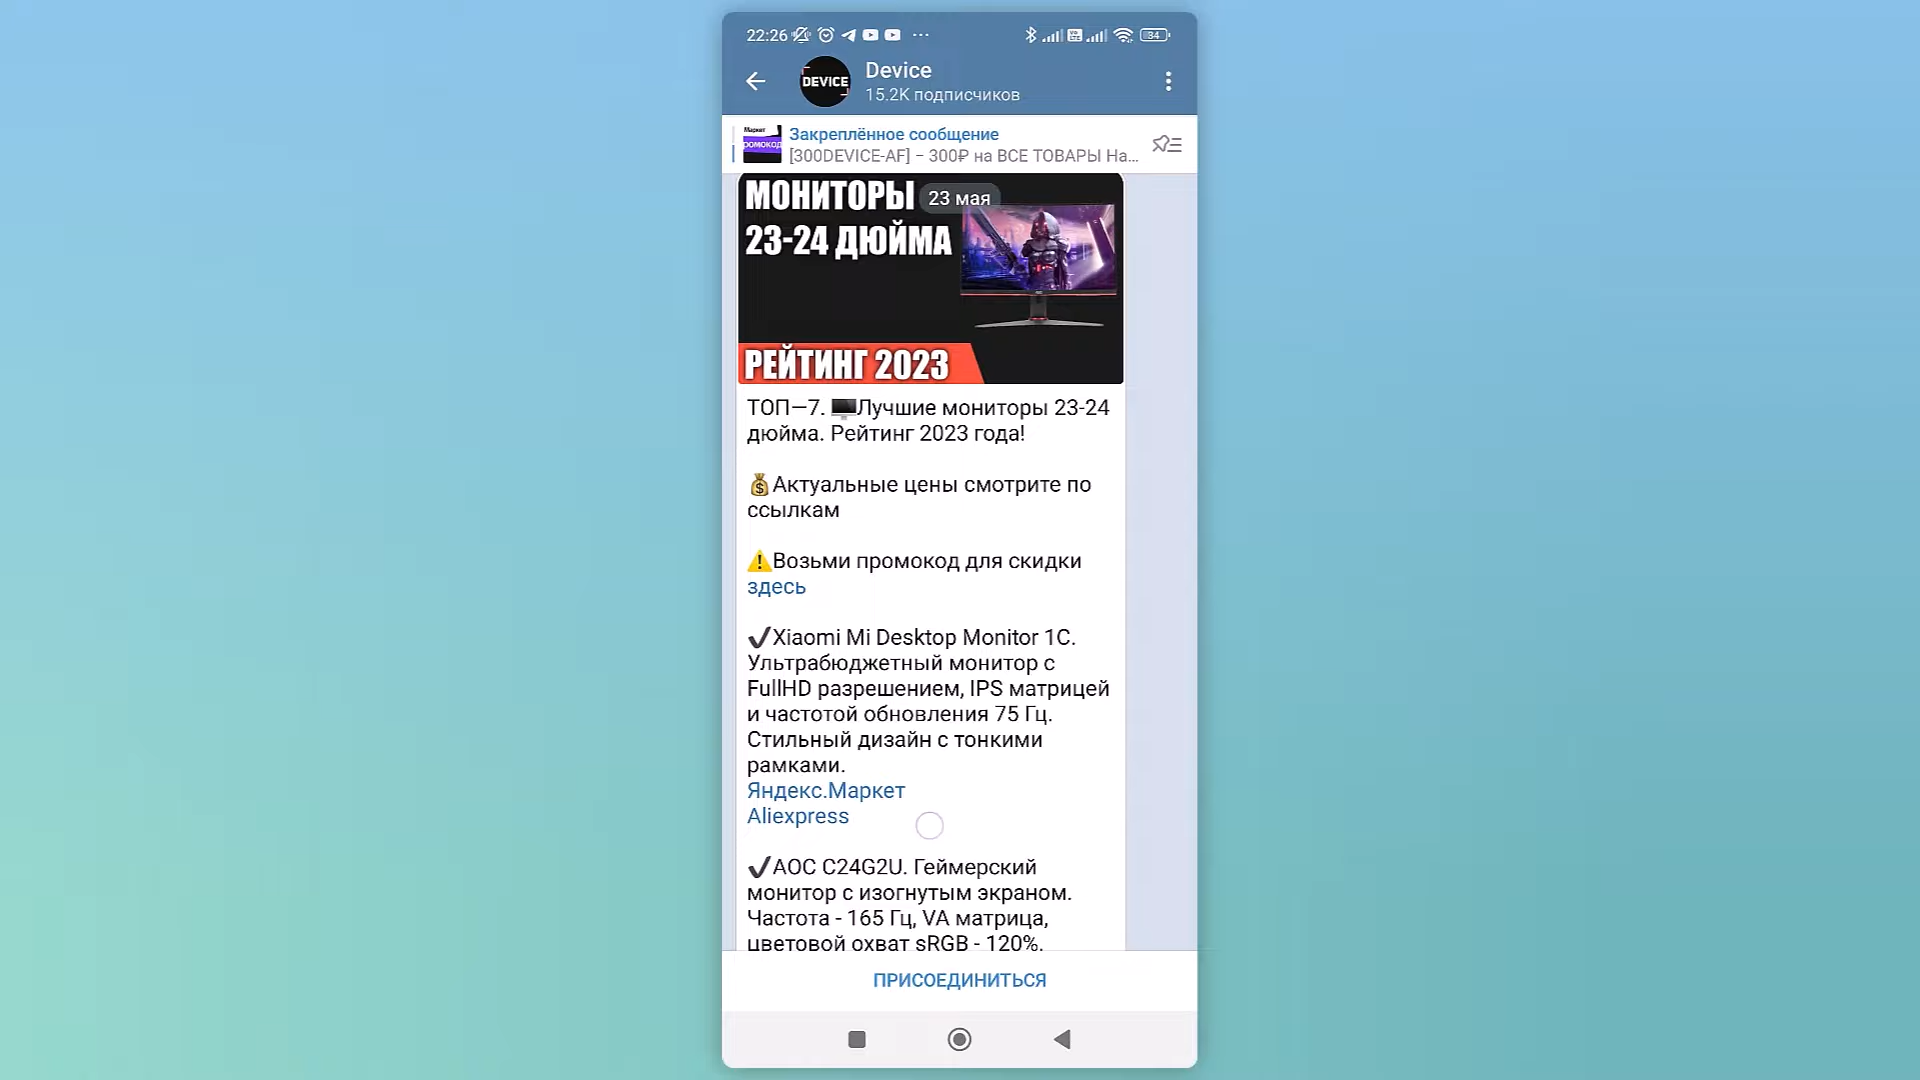 22:26
34
DEVICE
Device
15.2K подписчиков
Маркет
РОМОКОД
Закреплённое сообщение
[300DEVICE-AF] – 300₽ на ВСЕ ТОВАРЫ На...
МОНИТОРЫ
23 мая
23-24 ДЮЙМА
РЕЙТИНГ 2023
ТОП—7. 🖥Лучшие мониторы 23-24
дюйма. Рейтинг 2023 года!
💰Актуальные цены смотрите по
ссылкам
⚠️Возьми промокод для скидки
здесь
✔️Xiaomi Mi Desktop Monitor 1C.
Ультрабюджетный монитор с
FullHD разрешением, IPS матрицей
и частотой обновления 75 Гц.
Стильный дизайн с тонкими
рамками.
Яндекс.Маркет
Aliexpress
✔️AOC C24G2U. Геймерский
монитор с изогнутым экраном.
Частота - 165 Гц, VA матрица,
цветовой охват sRGB - 120%.
ПРИСОЕДИНИТЬСЯ